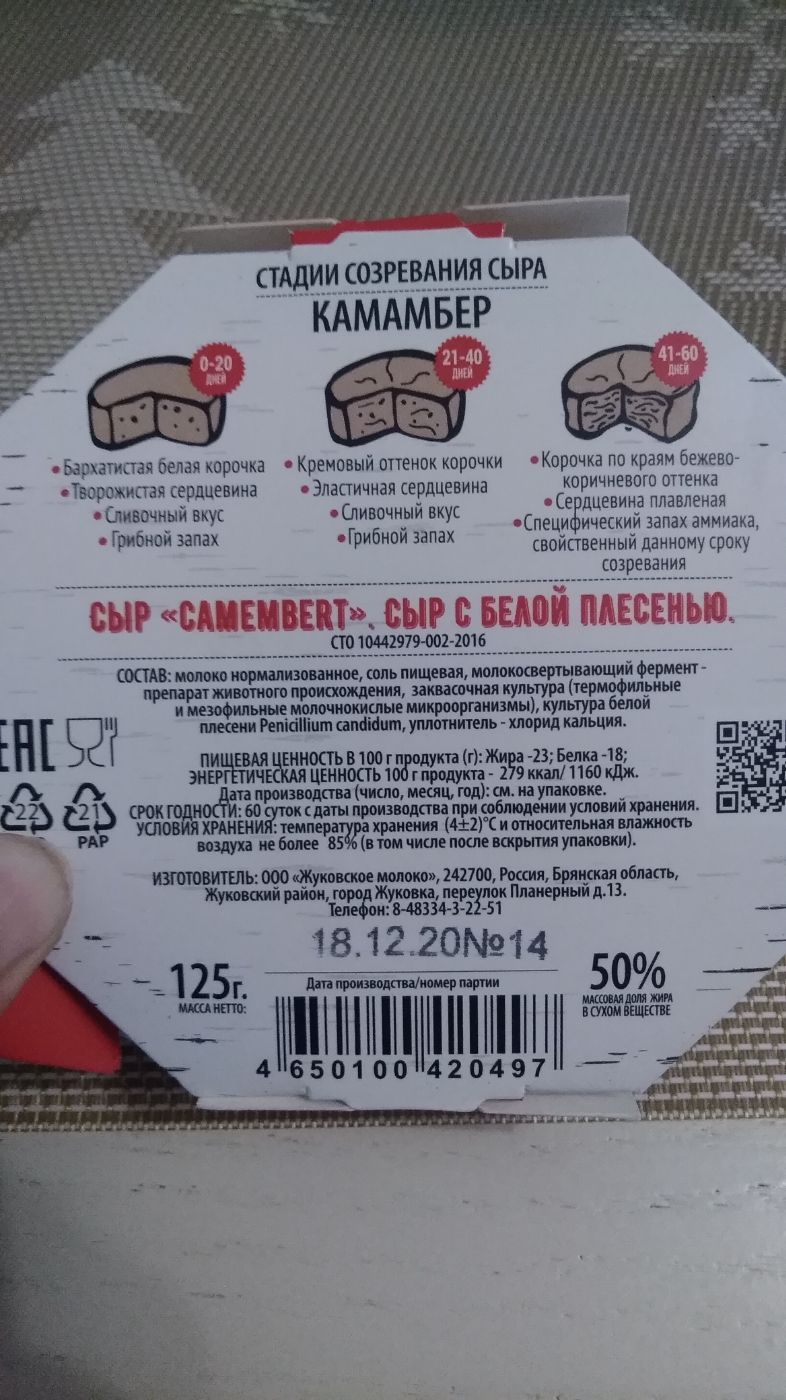 СТАДИИ СОЗРЕВАНИЯ СЫРА
КАМАМБЕР
0-20
ДНЕЙ
• Бархатистая белая корочка
• Творожистая сердцевина
• Сливочный вкус
• Грибной запах
21-40
ДНЕЙ
• Кремовый оттенок корочки
• Эластичная сердцевина
• Сливочный вкус
• Грибной запах
41-60
ДНЕЙ
• Корочка по краям бежево-
коричневого оттенка
• Сердцевина плавленая
• Специфический запах аммиака,
свойственный данному сроку
созревания
СЫР «CAMEMBERT». СЫР С БЕЛОЙ ПЛЕСЕНЬЮ.
СТО 10442979-002-2016
СОСТАВ: молоко нормализованное, соль пищевая, молокосвертывающий фермент -
препарат животного происхождения, заквасочная культура (термофильные
и мезофильные молочнокислые микроорганизмы), культура белой
плесени Penicillium candidum, уплотнитель - хлорид кальция.
EAC
ПИЩЕВАЯ ЦЕННОСТЬ В 100 г продукта (г): Жира -23; Белка -18;
ЭНЕРГЕТИЧЕСКАЯ ЦЕННОСТЬ 100 г продукта - 279 ккал/ 1160 кДж.
Дата производства (число, месяц, год): см. на упаковке.
СРОК ГОДНОСТИ: 60 суток с даты производства при соблюдении условий хранения.
УСЛОВИЯ ХРАНЕНИЯ: температура хранения (4±2)°С и относительная влажность
воздуха не более 85% (в том числе после вскрытия упаковки).
22
21
PAP
ИЗГОТОВИТЕЛЬ: ООО «Жуковское молоко», 242700, Россия, Брянская область,
Жуковский район, город Жуковка, переулок Планерный д.13.
Телефон: 8-48334-3-22-51
18.12.20№14
Дата производства/номер партии
125г.
МАССА НЕТТО:
50%
МАССОВАЯ ДОЛЯ ЖИРА
В СУХОМ ВЕЩЕСТВЕ
4 650100 420497